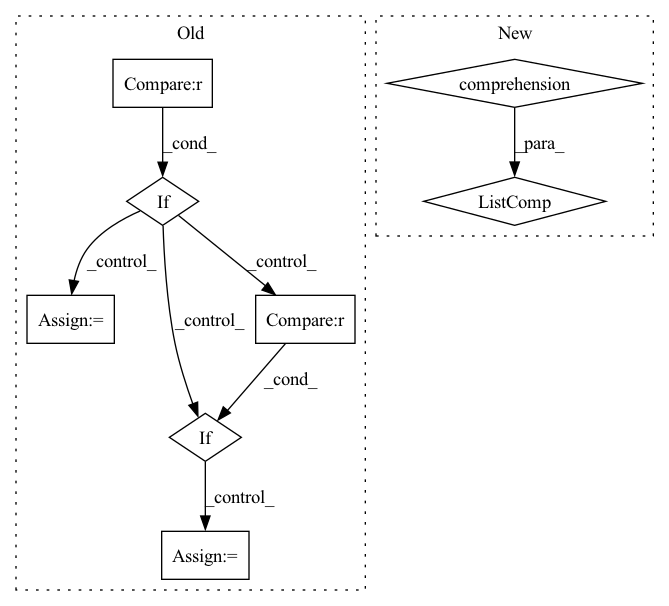 Old
New
Compare:r
comprehension
_cond_
_para_
If
ListComp
_control_
_control_
_control_
Assign:=
Compare:r
_cond_
If
_control_
Assign:=